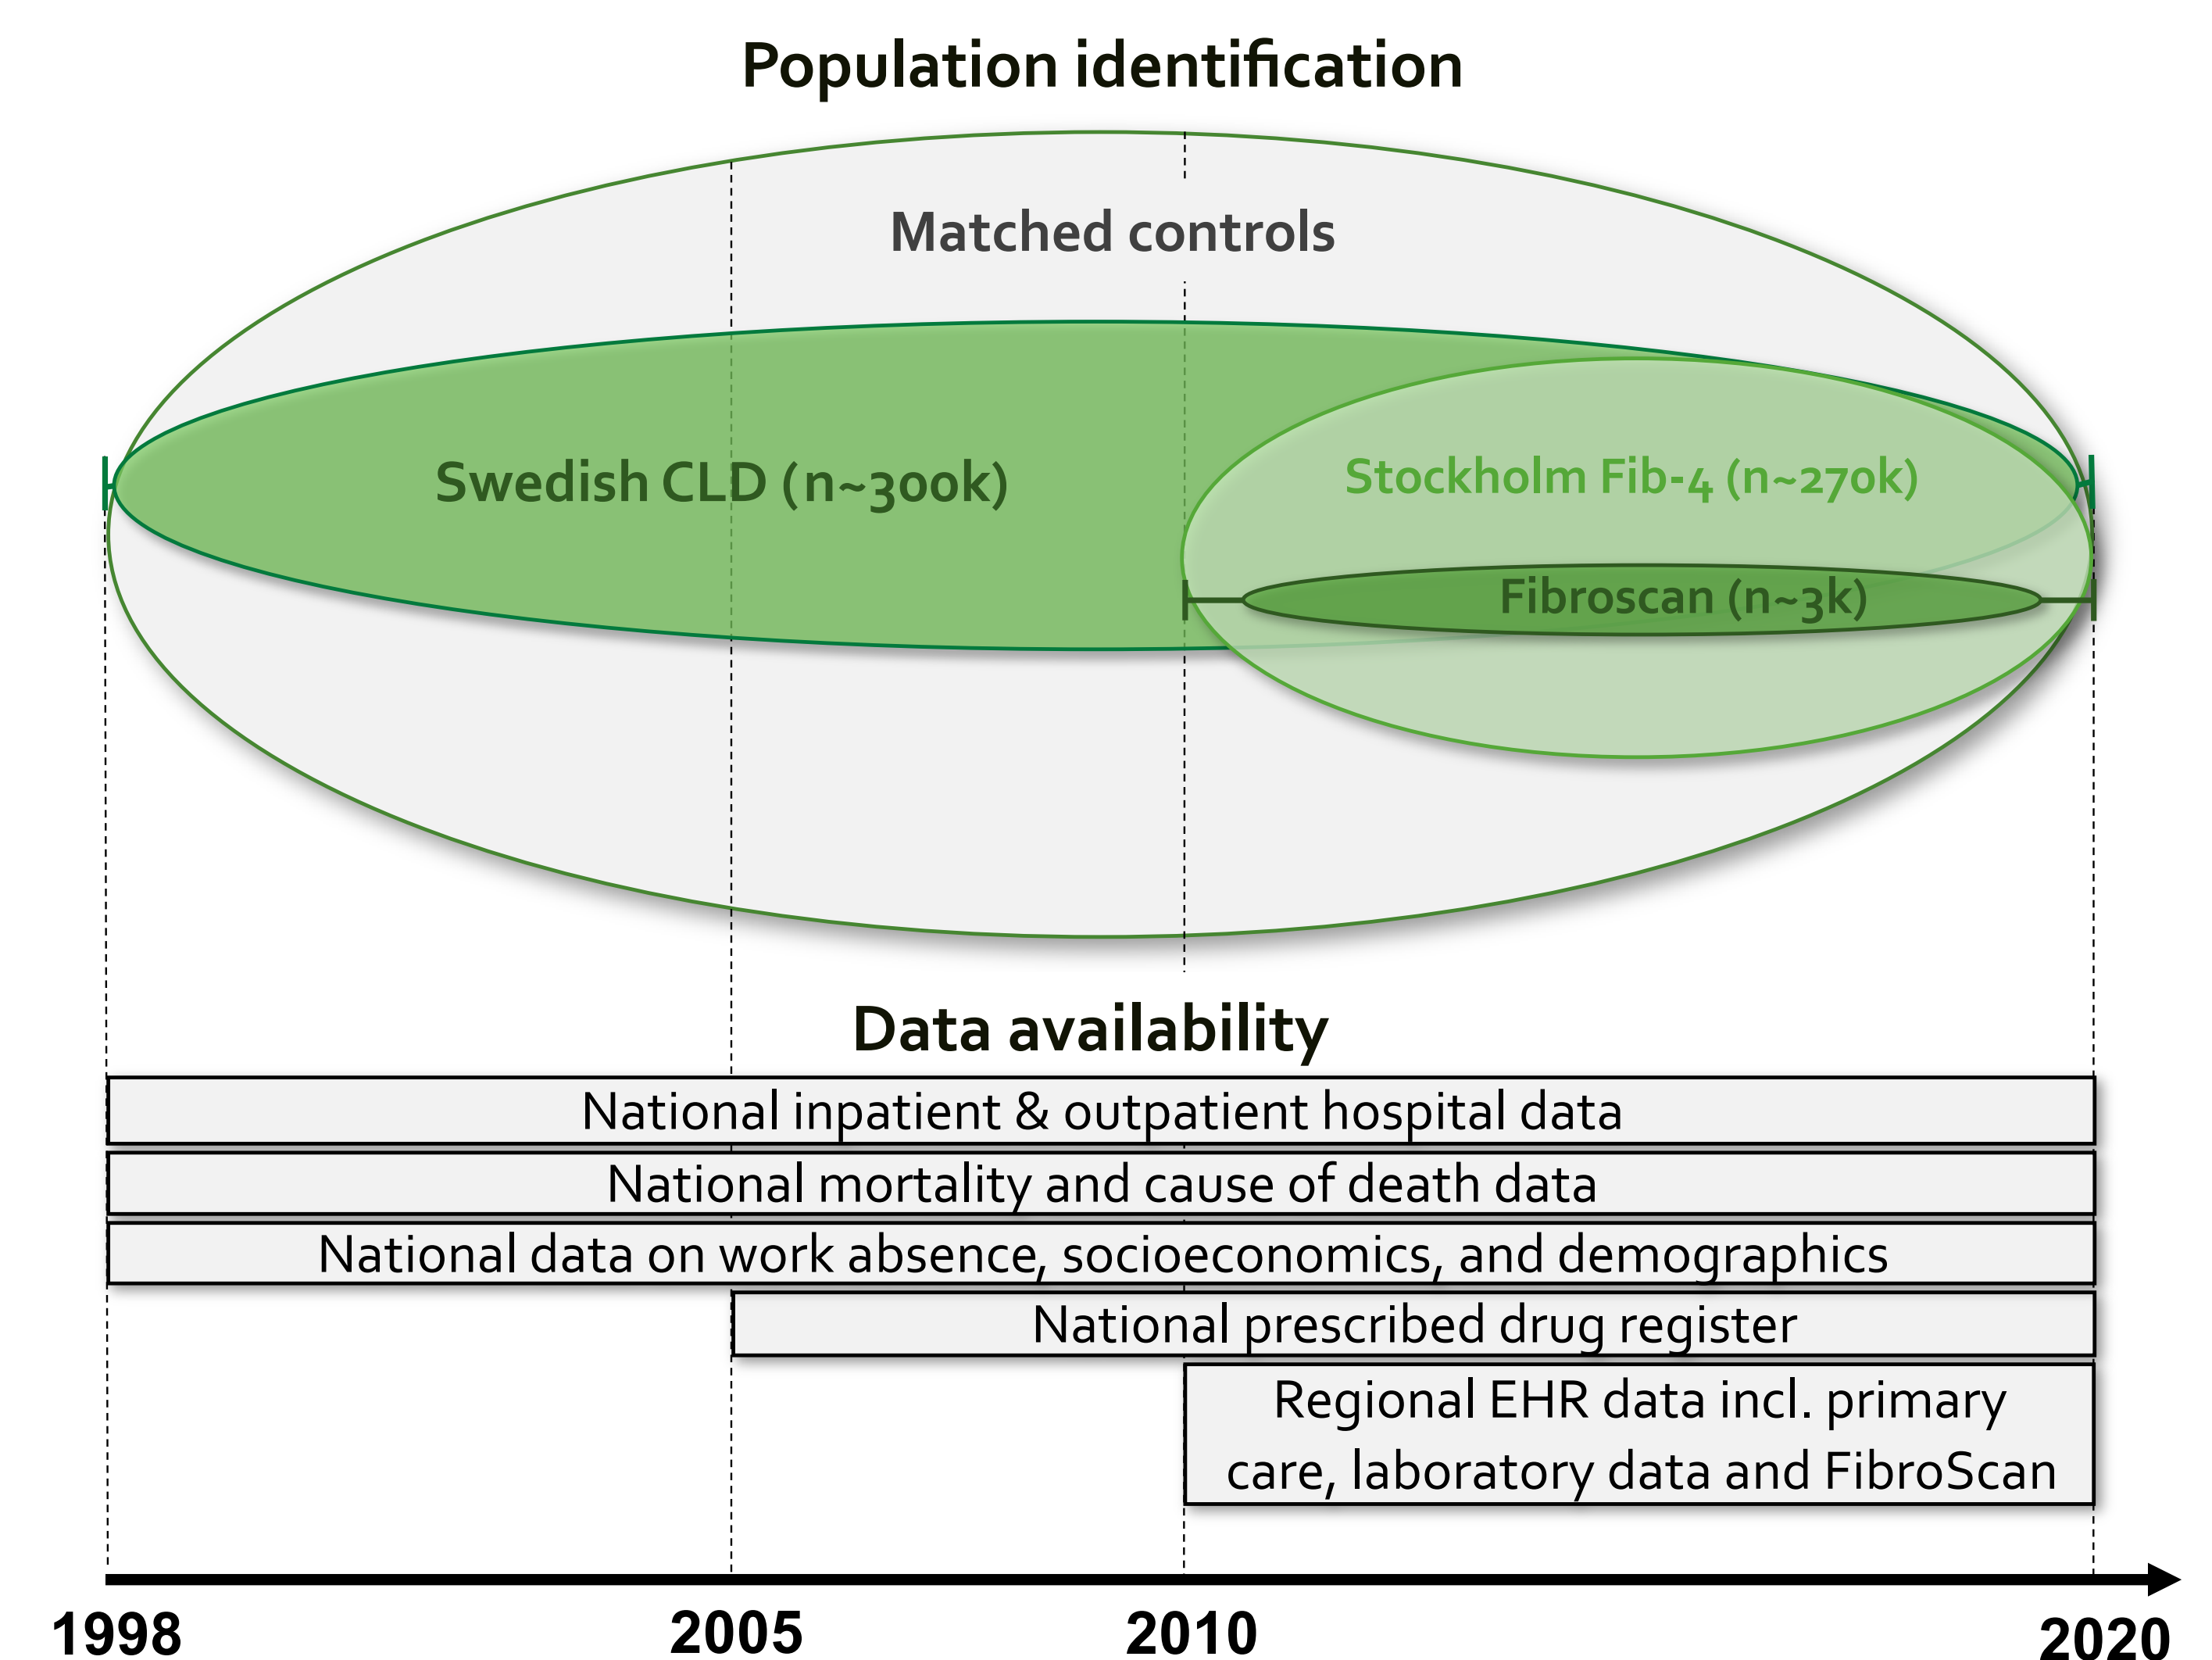 Population identification
Matched controls
Swedish CLD (n~300k)
Stockholm Fib-4 (n~270k)
Fibroscan (n~3k)
Data availability
National inpatient & outpatient hospital data
National mortality and cause of death data
National data on work absence, socioeconomics, and demographics
National prescribed drug register
Regional EHR data incl. primary
care, laboratory data and FibroScan
1998
2005
2010
2020